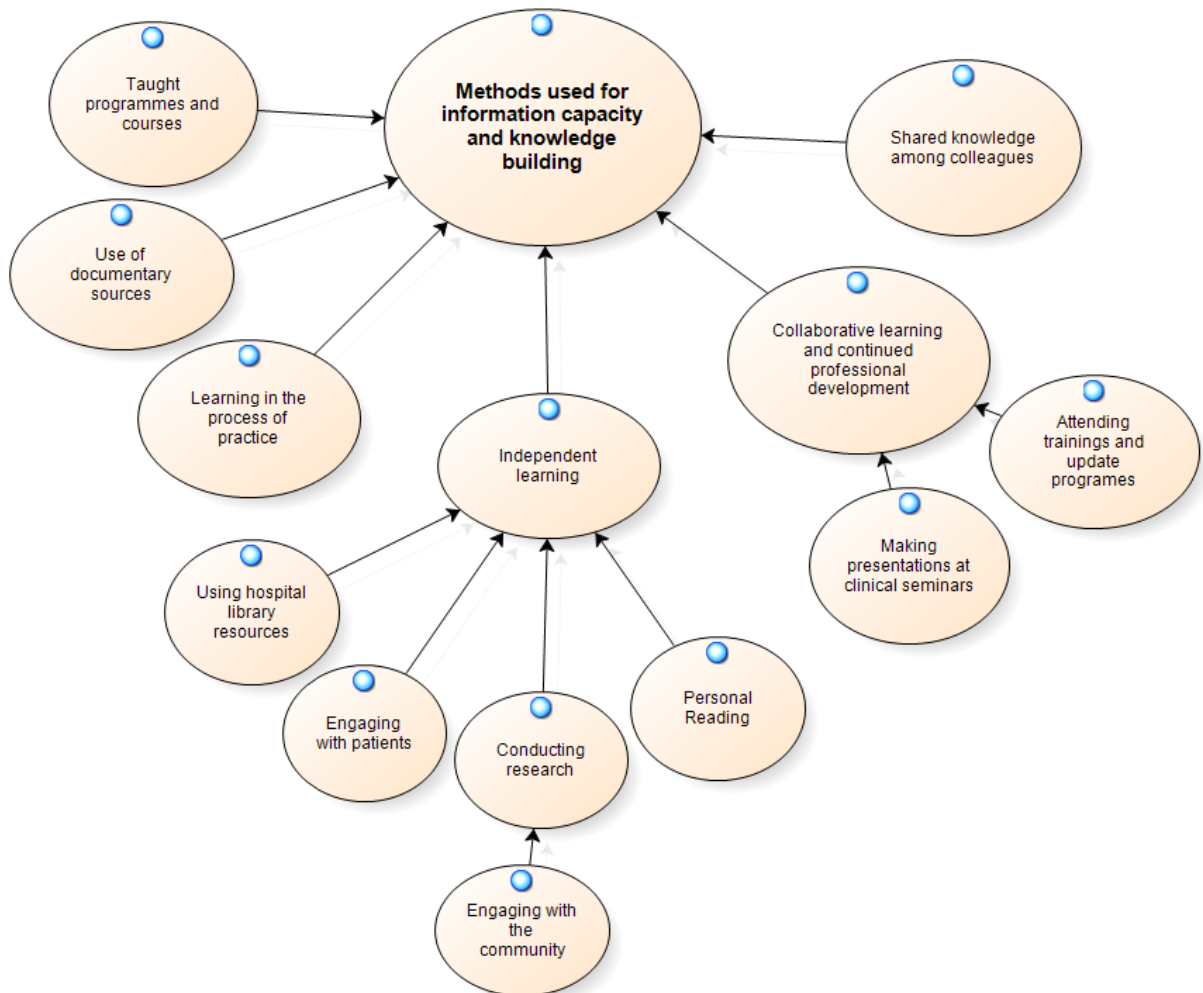 Methods used for
information capacity
and knowledge
building
Taught
programmes and
courses
Shared knowledge
among colleagues
Use of
documentary
sources
Collaborative learning
and continued
professional
development
Learning in the
process of
practice
Attending
trainings and
update
programes
Independent
learning
Making
presentations at
clinical seminars
Using hospital
library
resources
Personal
Reading
Engaging
with patients
Conducting
research
Engaging with
the
community